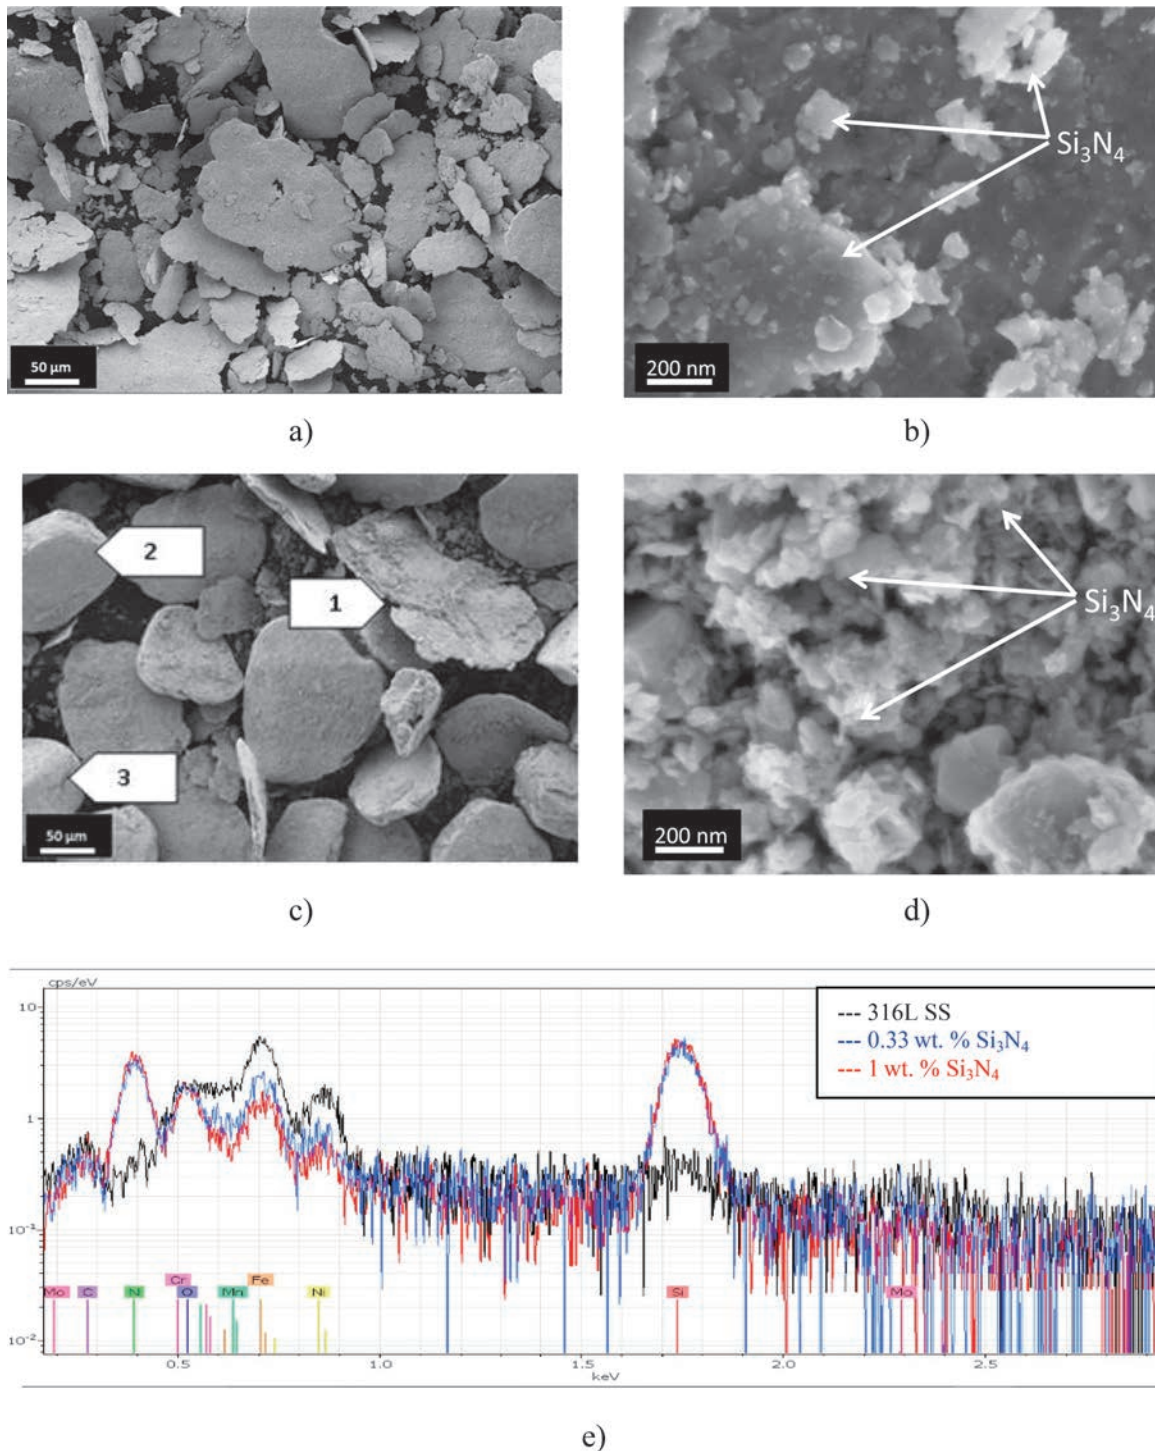 Si₃N₄
50 µm
200 nm
a)
b)
2
1
3
50 µm
Si₃N₄
200 nm
c)
d)
cps/eV
--- 316L SS
--- 0.33 wt. % Si₃N₄
--- 1 wt. % Si₃N₄
10
1
10⁻¹
10⁻²
Mo C N Cr O Mn Fe Ni Si Mo
0.5 1.0 1.5 2.0 2.5
keV
e)